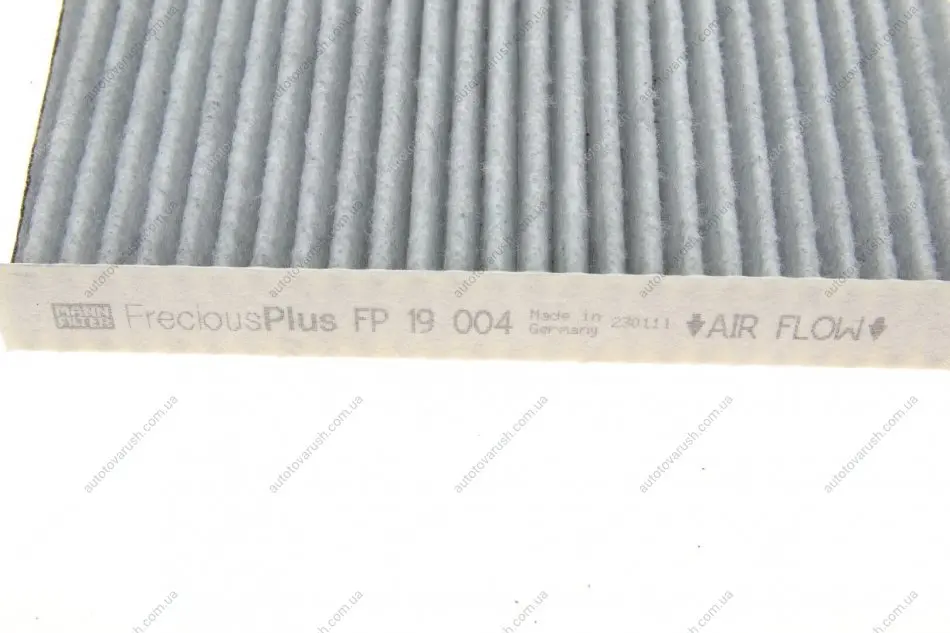 MANN
FILTER
FreciousPlus FP 19 004
Made in
Germany
230111
AIR FLOW
autotovarush.com.ua